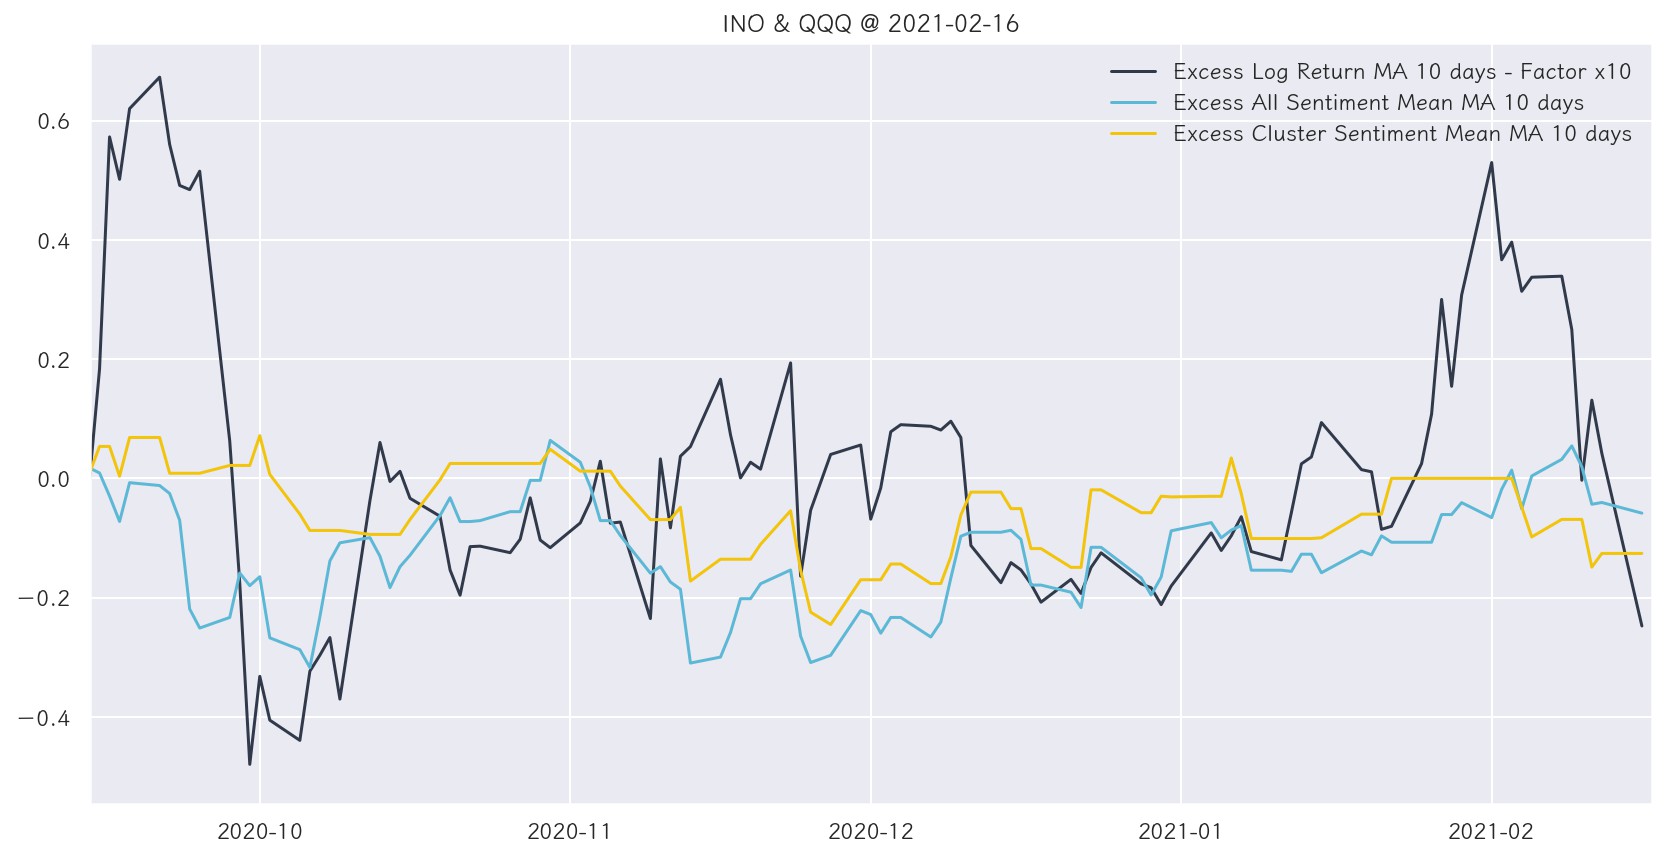 INO & QQQ @ 2021-02-16
Excess Log Return MA 10 days - Factor x10
Excess All Sentiment Mean MA 10 days
Excess Cluster Sentiment Mean MA 10 days
0.6
0.4
0.2
0.0
−0.2
−0.4
2020-10 2020-11 2020-12 2021-01 2021-02